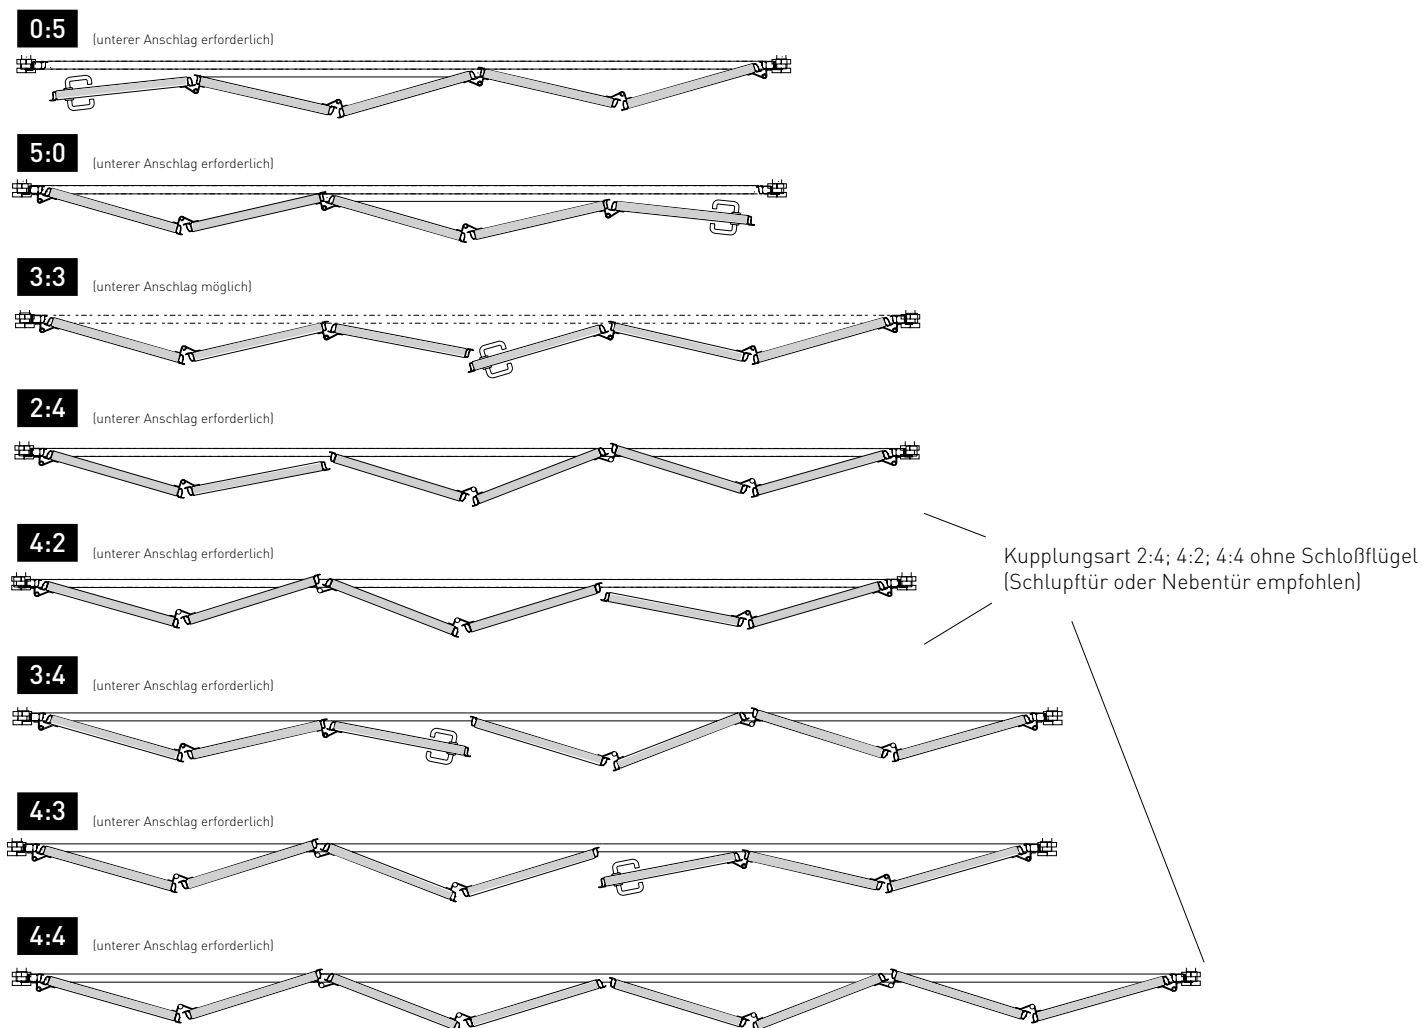 0:5
(unterer Anschlag erforderlich)
5:0
(unterer Anschlag erforderlich)
3:3
(unterer Anschlag möglich)
2:4
(unterer Anschlag erforderlich)
4:2
(unterer Anschlag erforderlich)
Kupplungsart 2:4; 4:2; 4:4 ohne Schloßflügel
(Schlupftür oder Nebentür empfohlen)
3:4
(unterer Anschlag erforderlich)
4:3
(unterer Anschlag erforderlich)
4:4
(unterer Anschlag erforderlich)